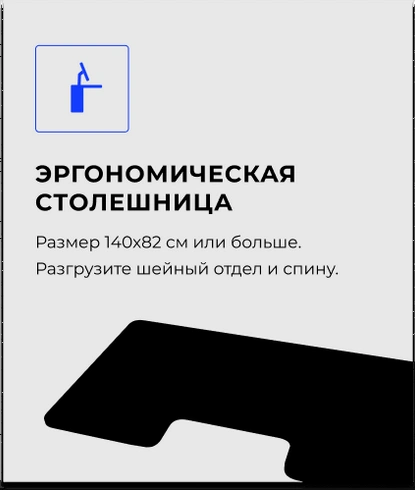 ЭРГОНОМИЧЕСКАЯ
СТОЛЕШНИЦА
Размер 140x82 см или больше.
Разгрузите шейный отдел и спину.